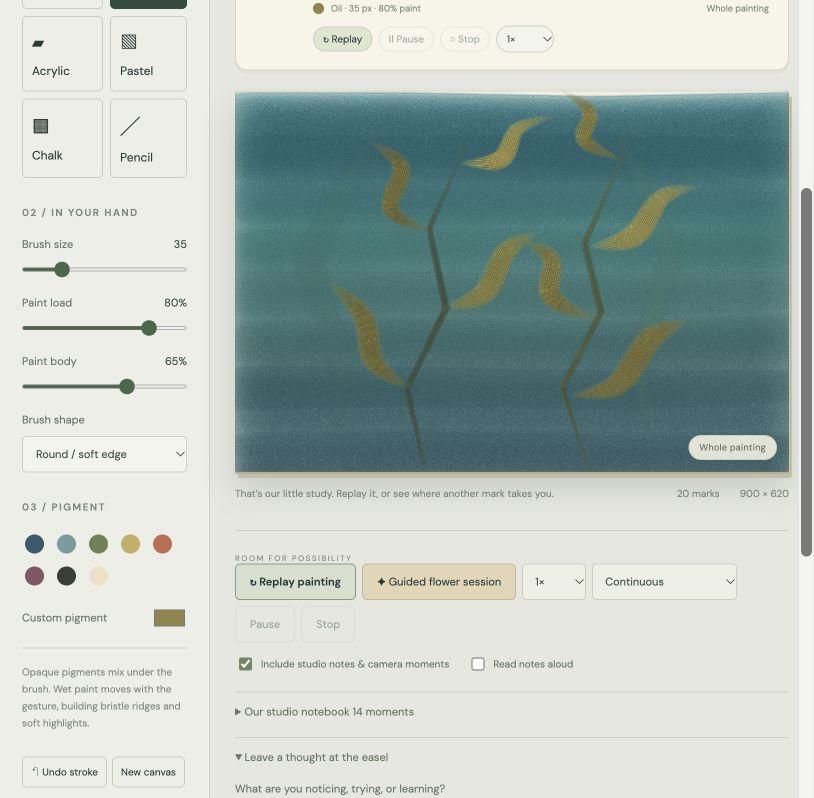 Acrylic
Pastel
Chalk
Pencil
02 / IN YOUR HAND
Brush size 35
Paint load 80%
Paint body 65%
Brush shape
Round / soft edge
03 / PIGMENT
Custom pigment
Opaque pigments mix under the
brush. Wet paint moves with the
gesture, building bristle ridges and
soft highlights.
Undo stroke
New canvas
Oil · 35 px · 80% paint
Whole painting
↻ Replay
II Pause
Stop
1×
Whole painting
That's our little study. Replay it, or see where another mark takes you.
20 marks
900 × 620
ROOM FOR POSSIBILITY
↻ Replay painting
✦ Guided flower session
1×
Continuous
Pause
Stop
Include studio notes & camera moments
Read notes aloud
Our studio notebook 14 moments
Leave a thought at the easel
What are you noticing, trying, or learning?